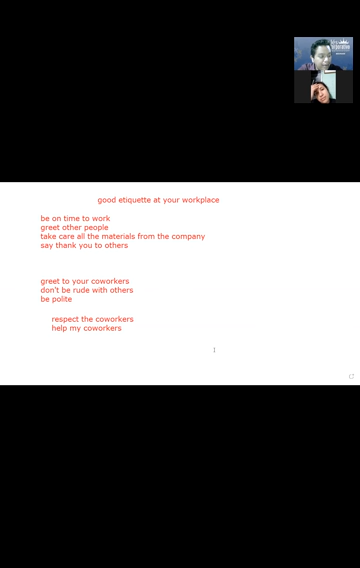 good etiquette at your workplace
be on time to work
greet other people
take care all the materials from the company
say thank you to others
greet to your coworkers
don't be rude with others
be polite
respect the coworkers
help my coworkers